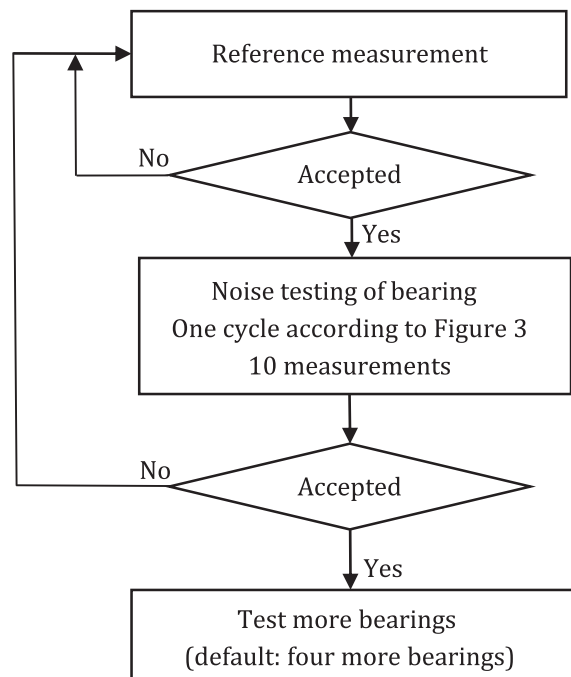 Reference measurement
No
Accepted
Yes
Noise testing of bearing
One cycle according to Figure 3
10 measurements
No
Accepted
Yes
Test more bearings
(default: four more bearings)